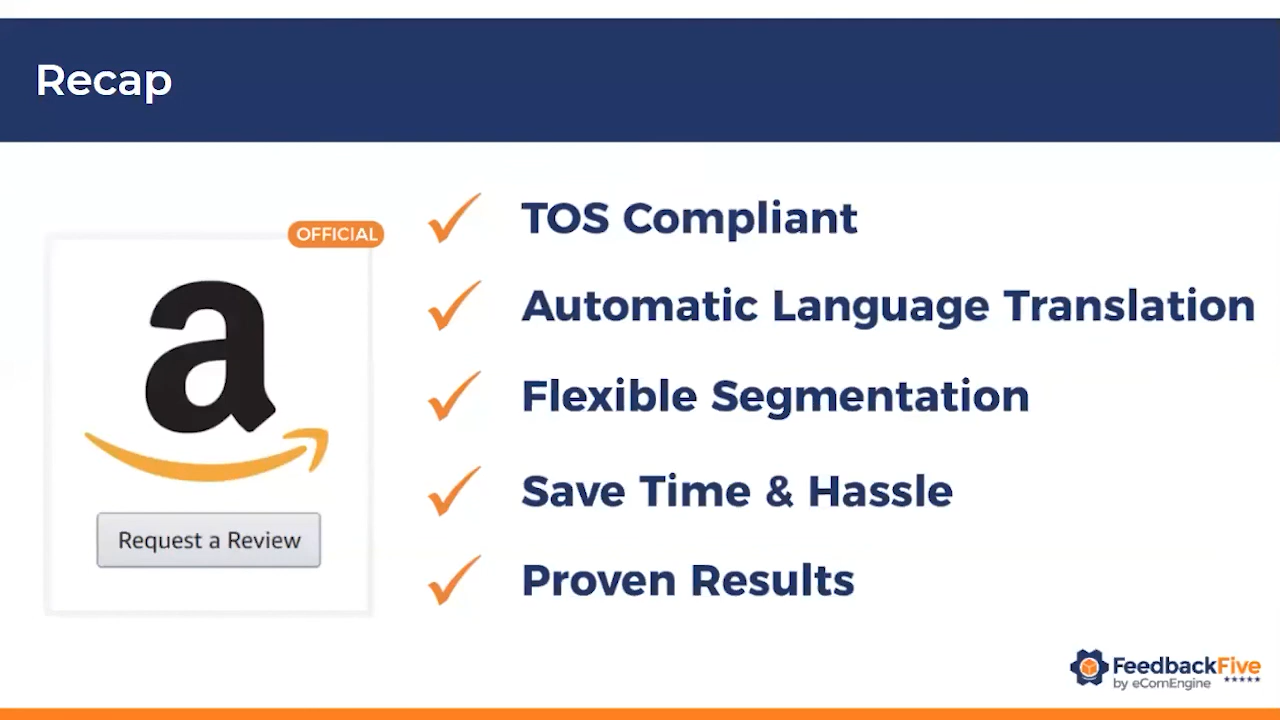 Recap
OFFICIAL
a
Request a Review
TOS Compliant
Automatic Language Translation
Flexible Segmentation
Save Time & Hassle
Proven Results
FeedbackFive
by eComEngine